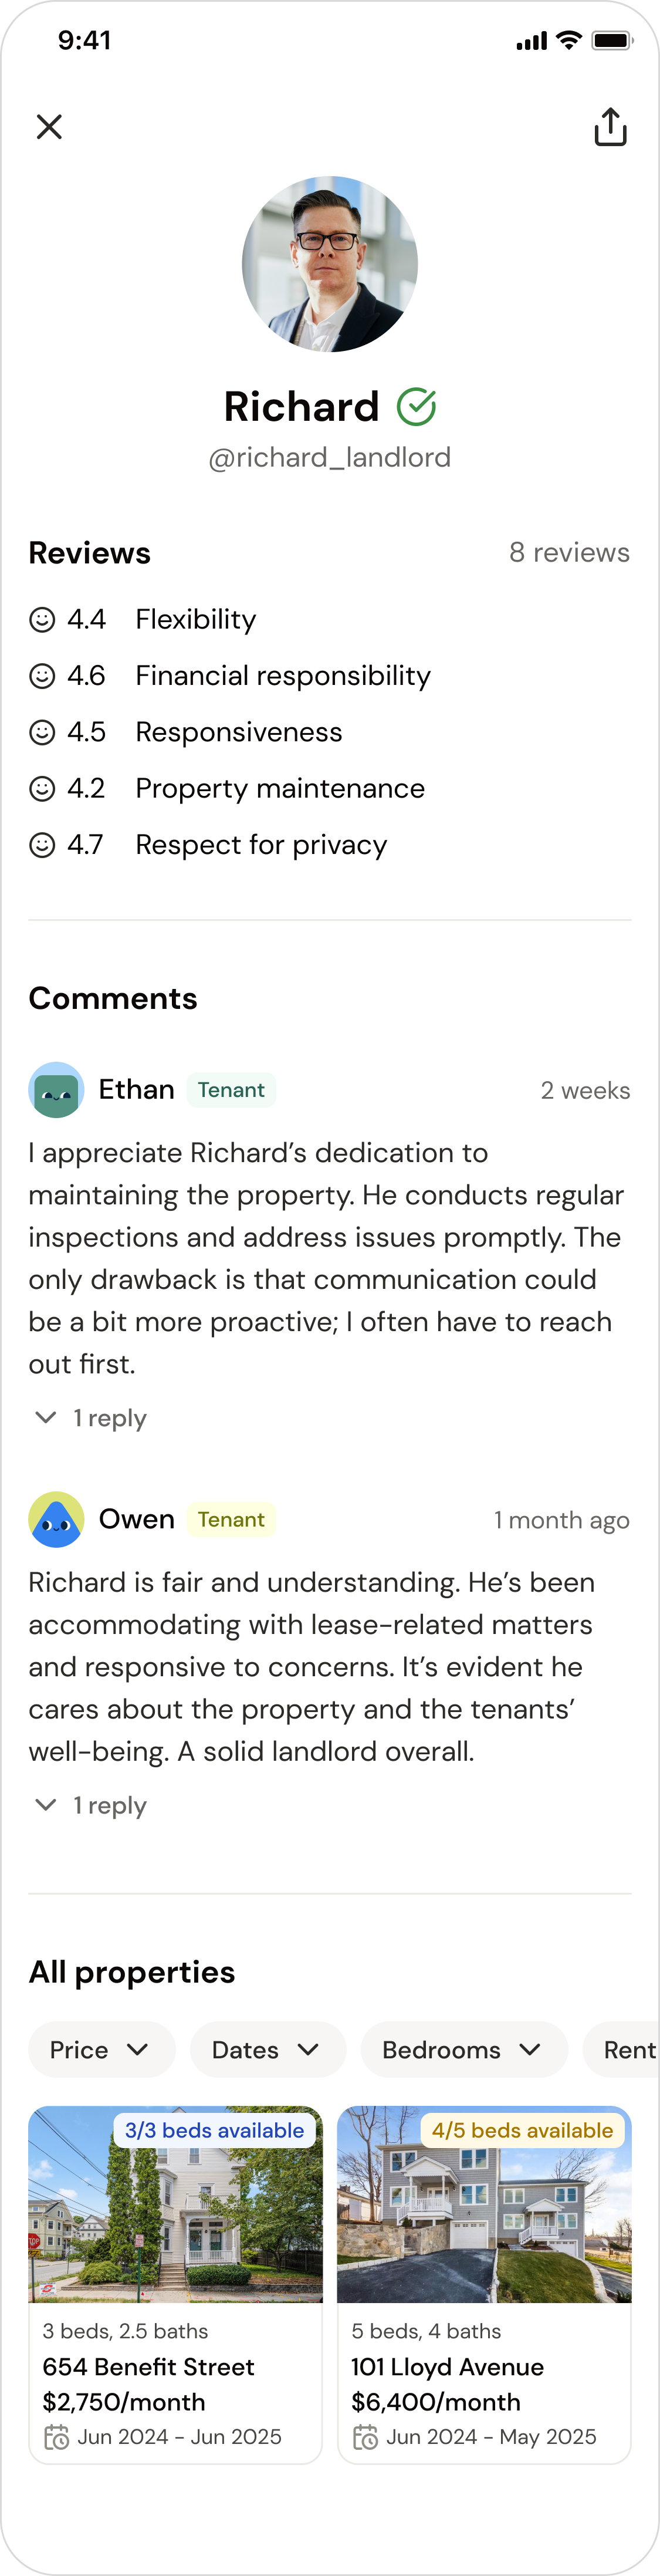 9:41
Richard
@richard_landlord
Reviews
8 reviews
4.4 Flexibility
4.6 Financial responsibility
4.5 Responsiveness
4.2 Property maintenance
4.7 Respect for privacy
Comments
Ethan Tenant 2 weeks
I appreciate Richard’s dedication to
maintaining the property. He conducts regular
inspections and address issues promptly. The
only drawback is that communication could
be a bit more proactive; I often have to reach
out first.
1 reply
Owen Tenant 1 month ago
Richard is fair and understanding. He’s been
accommodating with lease-related matters
and responsive to concerns. It’s evident he
cares about the property and the tenants’
well-being. A solid landlord overall.
1 reply
All properties
Price Dates Bedrooms Rent
3/3 beds available
3 beds, 2.5 baths
654 Benefit Street
$2,750/month
Jun 2024 - Jun 2025
4/5 beds available
5 beds, 4 baths
101 Lloyd Avenue
$6,400/month
Jun 2024 - May 2025